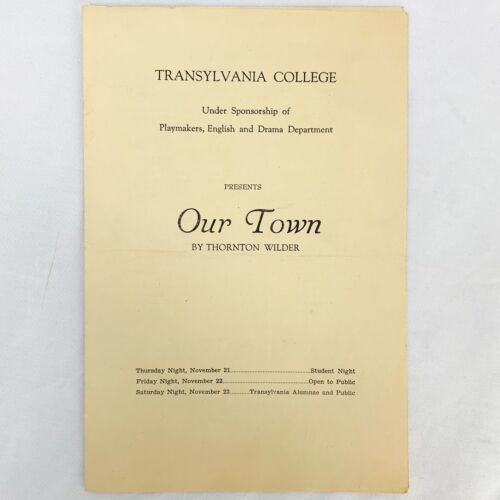 TRANSYLVANIA COLLEGE
Under Sponsorship of
Playmakers, English and Drama Department
PRESENTS
Our Town
BY THORNTON WILDER
Thursday Night, November 21..............................Student Night
Friday Night, November 22................................Open to Public
Saturday Night, November 23.........Transylvania Alumnae and Public